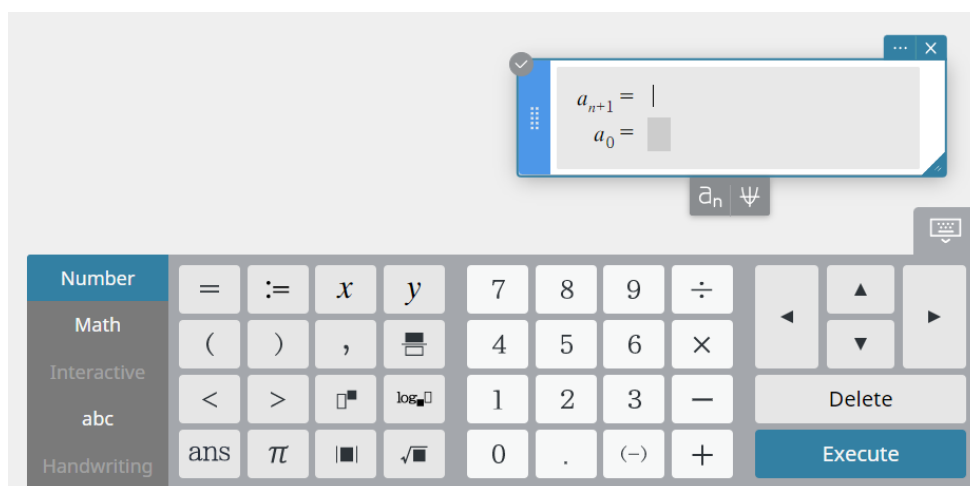 aₙ₊₁ =
a₀ =
aₙ
Number
Math
Interactive
abc
Handwriting
= := x y 7 8 9 ÷
( ) , 4 5 6 ×
< > log 1 2 3 − Delete
ans π √ 0 . (−) + Execute